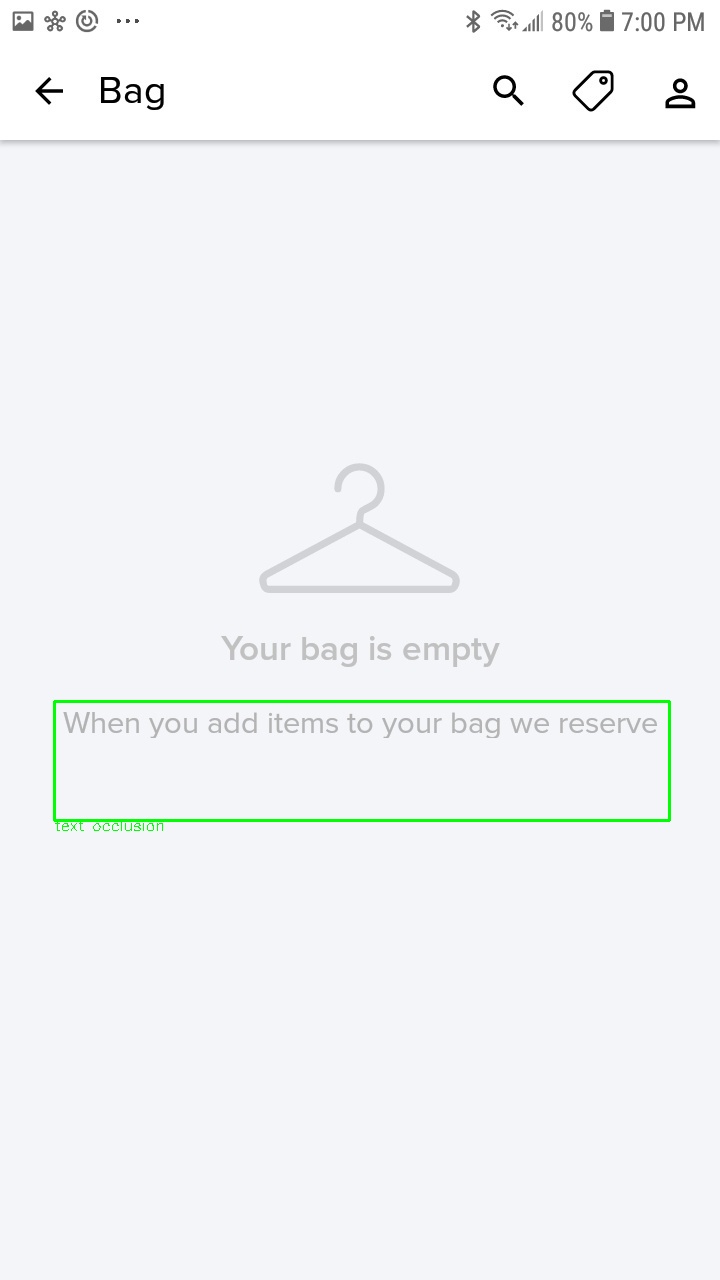 80% 7:00 PM
Bag
Your bag is empty
When you add items to your bag we reserve
text occlusion